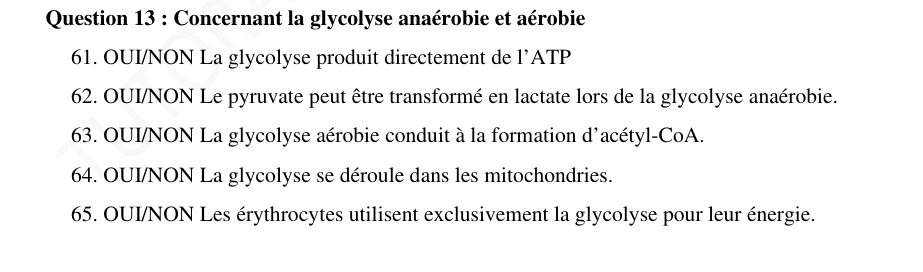 Question 13 : Concernant la glycolyse anaérobie et aérobie
61. OUI/NON La glycolyse produit directement de l’ATP
62. OUI/NON Le pyruvate peut être transformé en lactate lors de la glycolyse anaérobie.
63. OUI/NON La glycolyse aérobie conduit à la formation d’acétyl-CoA.
64. OUI/NON La glycolyse se déroule dans les mitochondries.
65. OUI/NON Les érythrocytes utilisent exclusivement la glycolyse pour leur énergie.